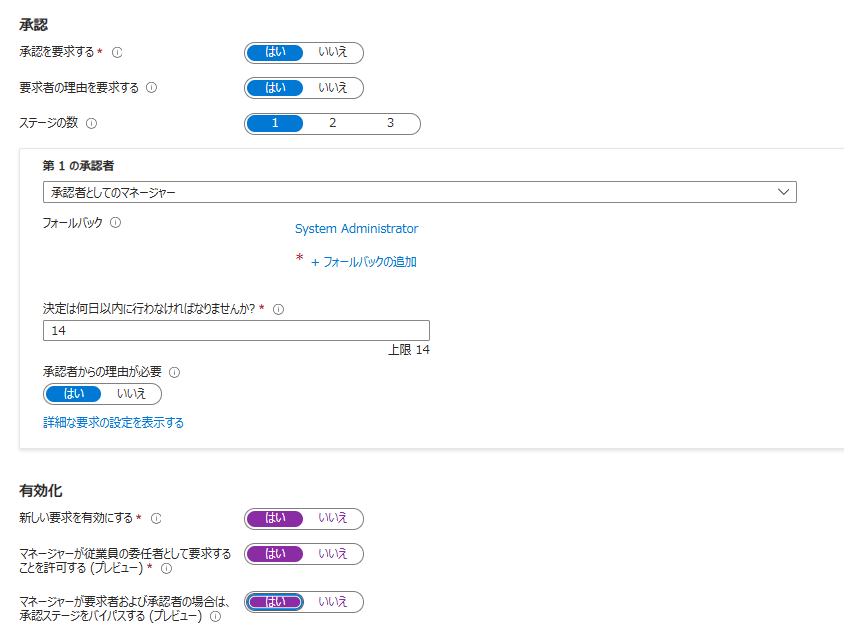 承認
承認を要求する *
はい いいえ
要求者の理由を要求する
はい いいえ
ステージの数
1 2 3
第 1 の承認者
承認者としてのマネージャー
フォールバック
System Administrator
* + フォールバックの追加
決定は何日以内に行わなければなりませんか? *
14
上限 14
承認者からの理由が必要
はい いいえ
詳細な要求の設定を表示する
有効化
新しい要求を有効にする *
はい いいえ
マネージャーが従業員の委任者として要求する
ことを許可する (プレビュー) *
はい いいえ
マネージャーが要求者および承認者の場合は、
承認ステージをバイパスする (プレビュー)
はい いいえ